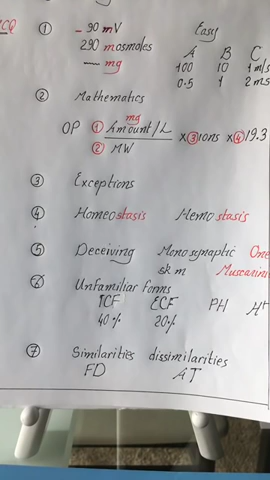 MCQ ① - 90 mV Easy
290 mosmoles A B C
— mg 100 10 1 m/s
0.5 1 2 ms
② Mathematics
mg
OP ① Amount/L x ③ ions x ④ 19.3
② MW
③ Exceptions
④ Homeostasis Hemostasis
⑤ Deceiving Monosynaptic One
sk m Muscarini
⑥ Unfamiliar forms
ICF ECF PH H+
40% 20%
⑦ Similarities dissimilarities
FD AT